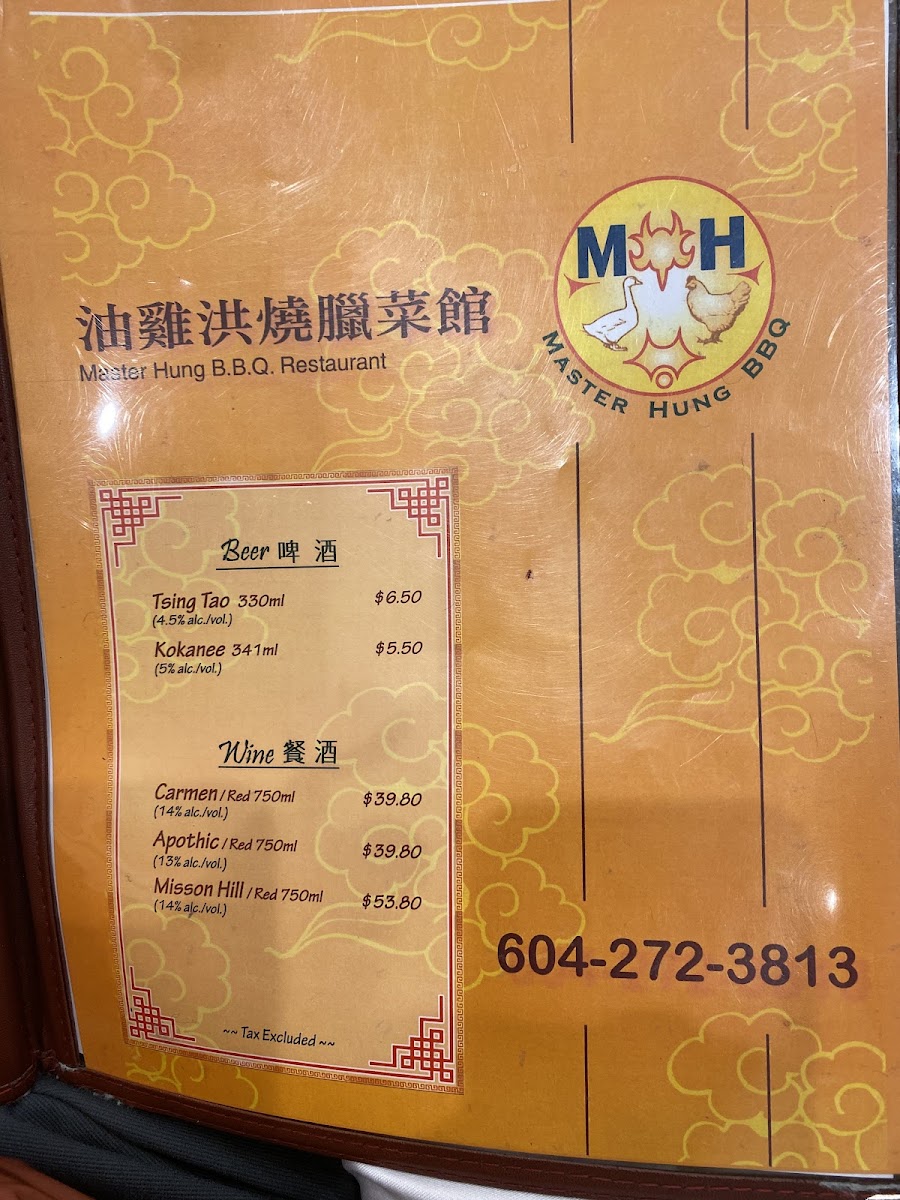 M H
MASTER HUNG BBQ
油雞洪燒臘菜館
Master Hung B.B.Q. Restaurant
Beer 啤 酒
Tsing Tao 330ml $6.50
(4.5% alc./vol.)
Kokanee 341ml $5.50
(5% alc./vol.)
Wine 餐 酒
Carmen / Red 750ml $39.80
(14% alc./vol.)
Apothic / Red 750ml $39.80
(13% alc./vol.)
Misson Hill / Red 750ml $53.80
(14% alc./vol.)
~~ Tax Excluded ~~
604-272-3813